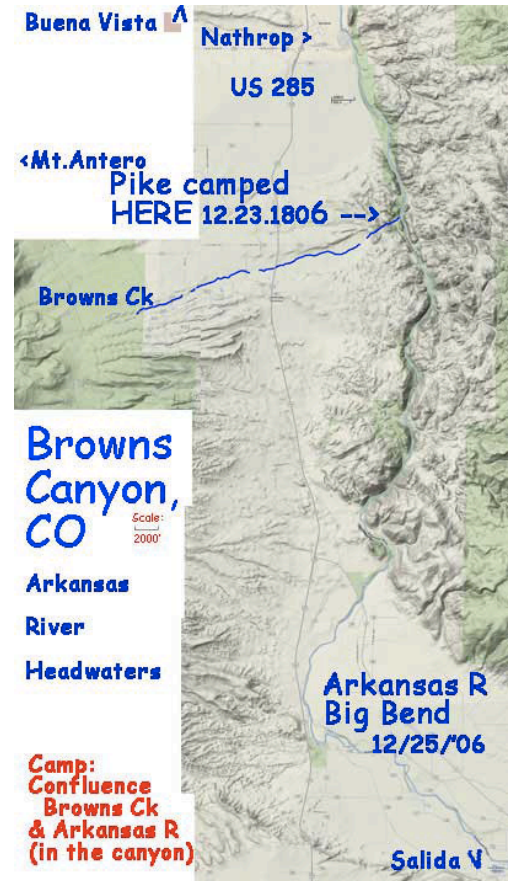 Buena Vista ^
Nathrop >
US 285
<Mt.Antero
Pike camped
HERE 12.23.1806 -->
Browns Ck
Browns
Canyon,
CO
Scale:
2000'
Arkansas
River
Headwaters
Arkansas R
Big Bend
12/25/'06
Camp:
Confluence
Browns Ck
& Arkansas R
(in the canyon)
Salida V